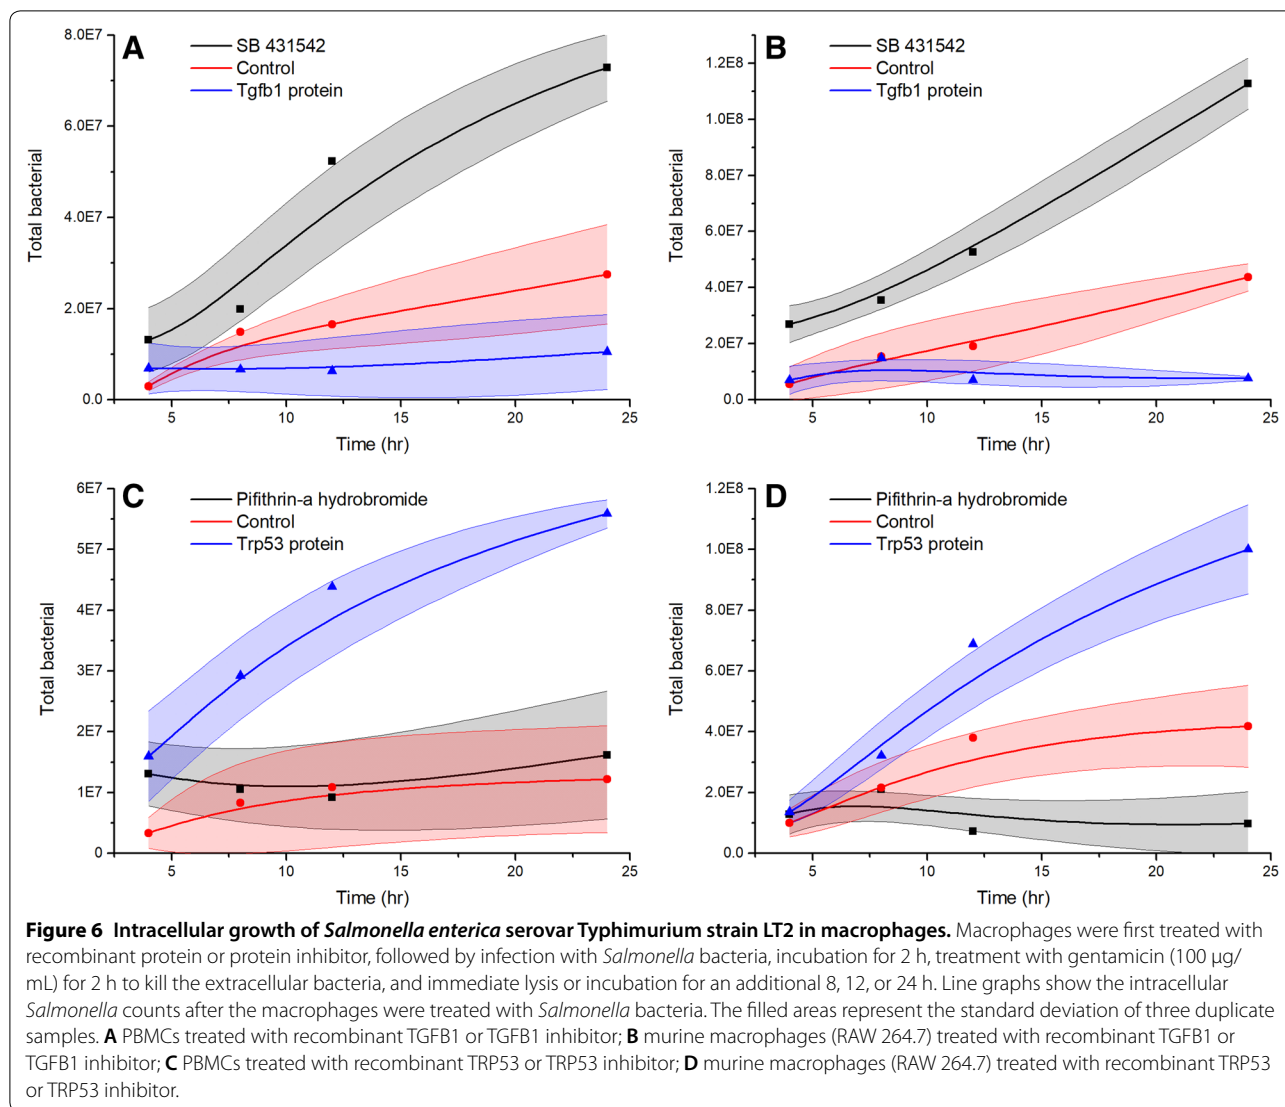 A
SB 431542
Control
Tgfb1 protein
8.0E7
6.0E7
4.0E7
2.0E7
0.0
Total bacterial
5
10
15
20
25
Time (hr)
B
SB 431542
Control
Tgfb1 protein
1.2E8
1.0E8
8.0E7
6.0E7
4.0E7
2.0E7
0.0
Total bacterial
5
10
15
20
25
Time (hr)
C
Pifithrin-a hydrobromide
Control
Trp53 protein
6E7
5E7
4E7
3E7
2E7
1E7
0
Total bacterial
5
10
15
20
25
Time (hr)
D
Pifithrin-a hydrobromide
Control
Trp53 protein
1.2E8
1.0E8
8.0E7
6.0E7
4.0E7
2.0E7
0.0
Total bacterial
5
10
15
20
25
Time (hr)
Figure 6 Intracellular growth of Salmonella enterica serovar Typhimurium strain LT2 in macrophages. Macrophages were first treated with
recombinant protein or protein inhibitor, followed by infection with Salmonella bacteria, incubation for 2 h, treatment with gentamicin (100 µg/
mL) for 2 h to kill the extracellular bacteria, and immediate lysis or incubation for an additional 8, 12, or 24 h. Line graphs show the intracellular
Salmonella counts after the macrophages were treated with Salmonella bacteria. The filled areas represent the standard deviation of three duplicate
samples. A PBMCs treated with recombinant TGFB1 or TGFB1 inhibitor; B murine macrophages (RAW 264.7) treated with recombinant TGFB1 or
TGFB1 inhibitor; C PBMCs treated with recombinant TRP53 or TRP53 inhibitor; D murine macrophages (RAW 264.7) treated with recombinant TRP53
or TRP53 inhibitor.